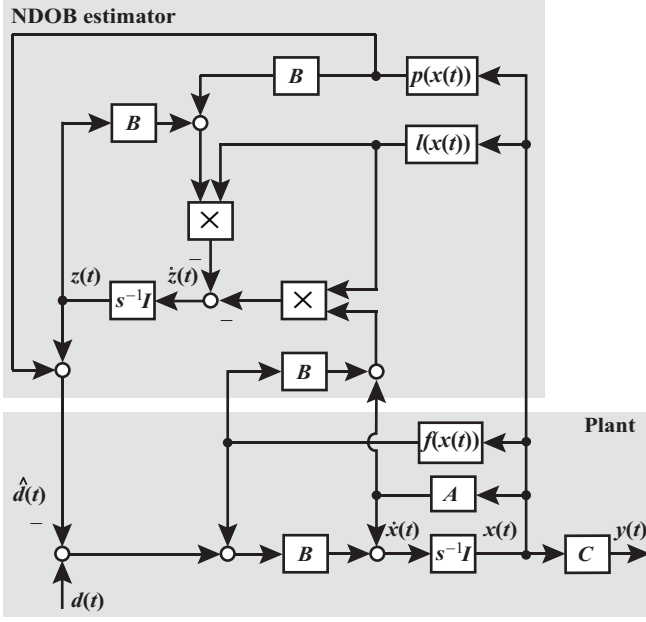 NDOB estimator
B
p(x(t))
B
l(x(t))
×
−
z(t)
ż(t)
s⁻¹I
×
−
B
Plant
f(x(t))
d̂(t)
A
−
ẋ(t)
x(t)
y(t)
B
s⁻¹I
C
d(t)